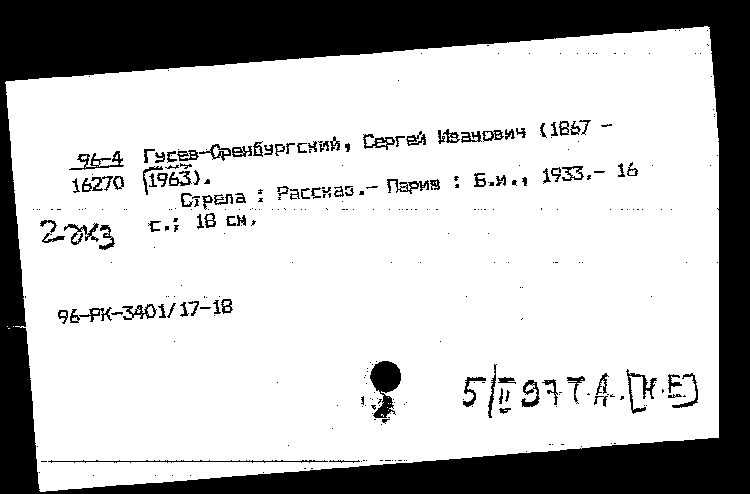 96-4 Гусев-Оренбургский, Сергей Иванович (1867 -
16270 (1963).
Стрела : Рассказ.- Париж : Б.и., 1933.- 16
2 экз с.; 18 см.
96-РК-3401/17-18
5/II 97 Т.А. [Н.Е]